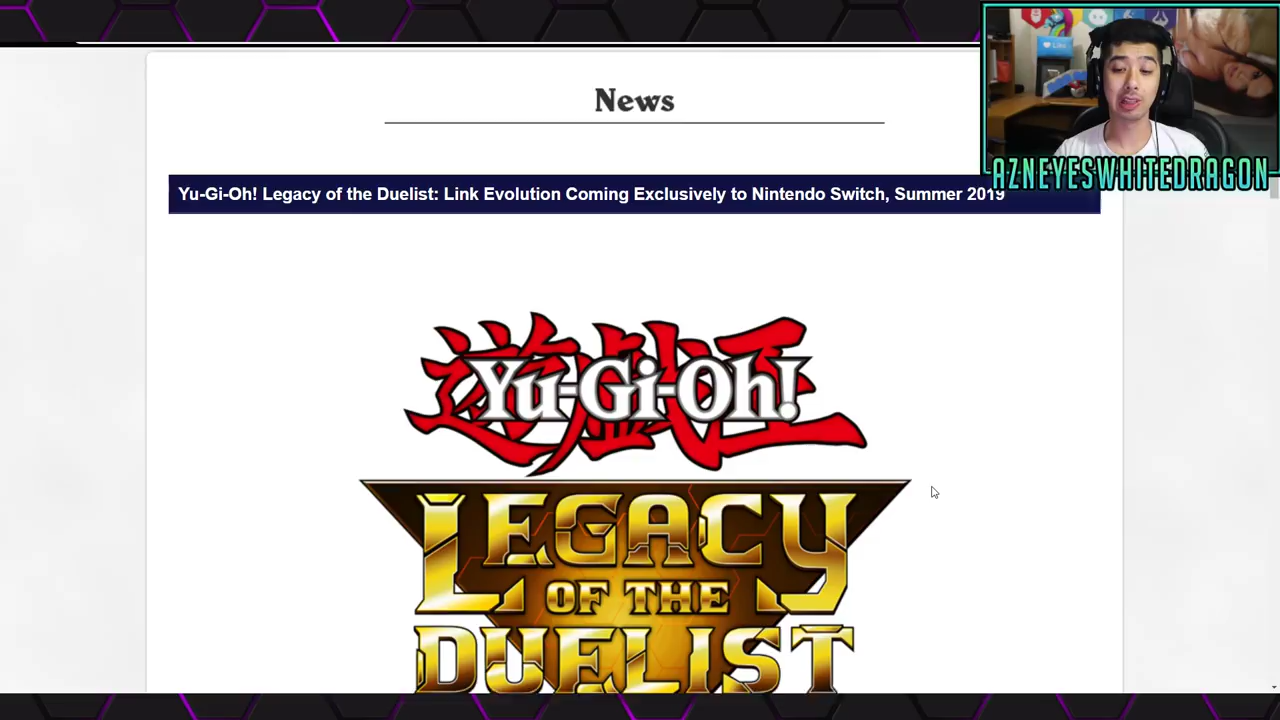 News
AZNEYESWHITEDRAGON
Yu-Gi-Oh! Legacy of the Duelist: Link Evolution Coming Exclusively to Nintendo Switch, Summer 2019
遊戯王
Yu-Gi-Oh!
LEGACY
OF THE
DUELIST